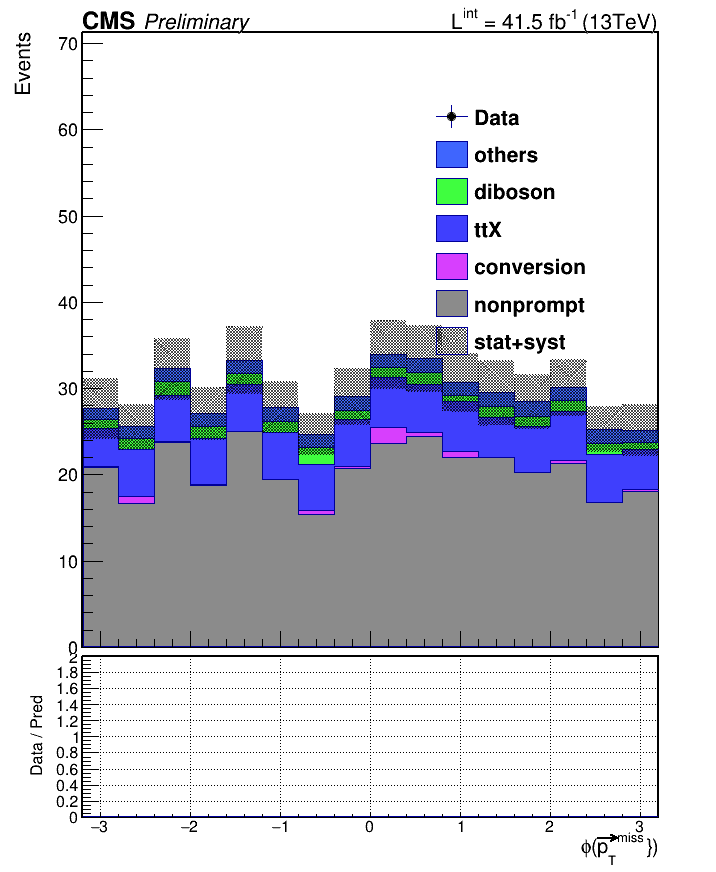 CMS Preliminary L^int = 41.5 fb^-1 (13TeV)
Events
70
60
50
40
30
20
10
0
Data
others
diboson
ttX
conversion
nonprompt
stat+syst
Data / Pred
2
1.8
1.6
1.4
1.2
1
0.8
0.6
0.4
0.2
0
−3 −2 −1 0 1 2 3
ϕ(p_T^miss})